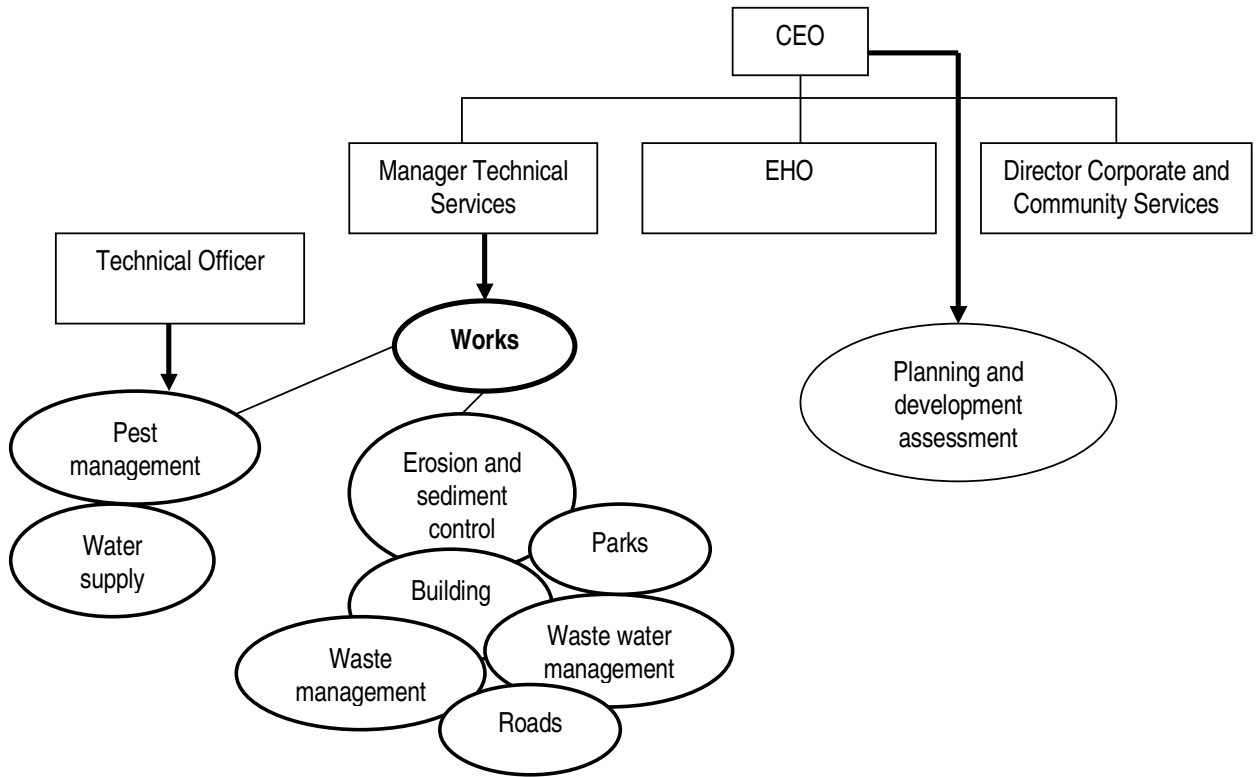 CEO
Manager Technical
Services
EHO
Director Corporate and
Community Services
Technical Officer
Works
Planning and
development
assessment
Pest
management
Erosion and
sediment
control
Water
supply
Parks
Building
Waste water
management
Waste
management
Roads